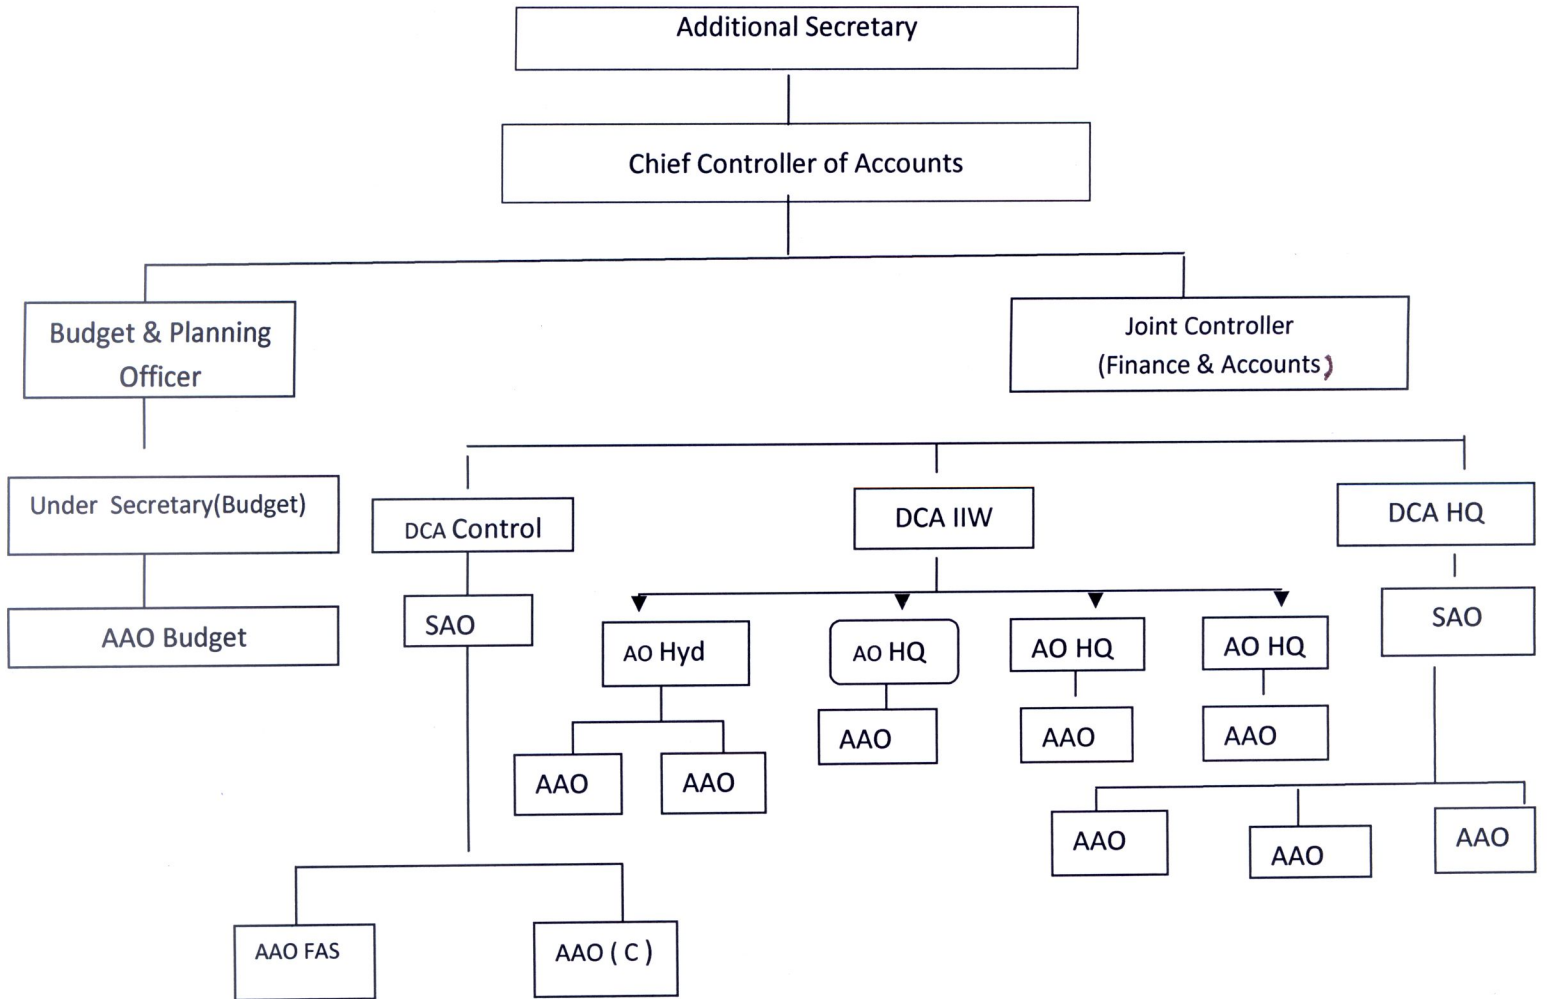 Additional Secretary
Chief Controller of Accounts
Budget & Planning
Officer
Joint Controller
(Finance & Accounts)
Under Secretary(Budget)
DCA Control
DCA IIW
DCA HQ
AAO Budget
SAO
AO Hyd
AO HQ
AO HQ
AO HQ
SAO
AAO
AAO
AAO
AAO
AAO
AAO
AAO
AAO
AAO FAS
AAO ( C )